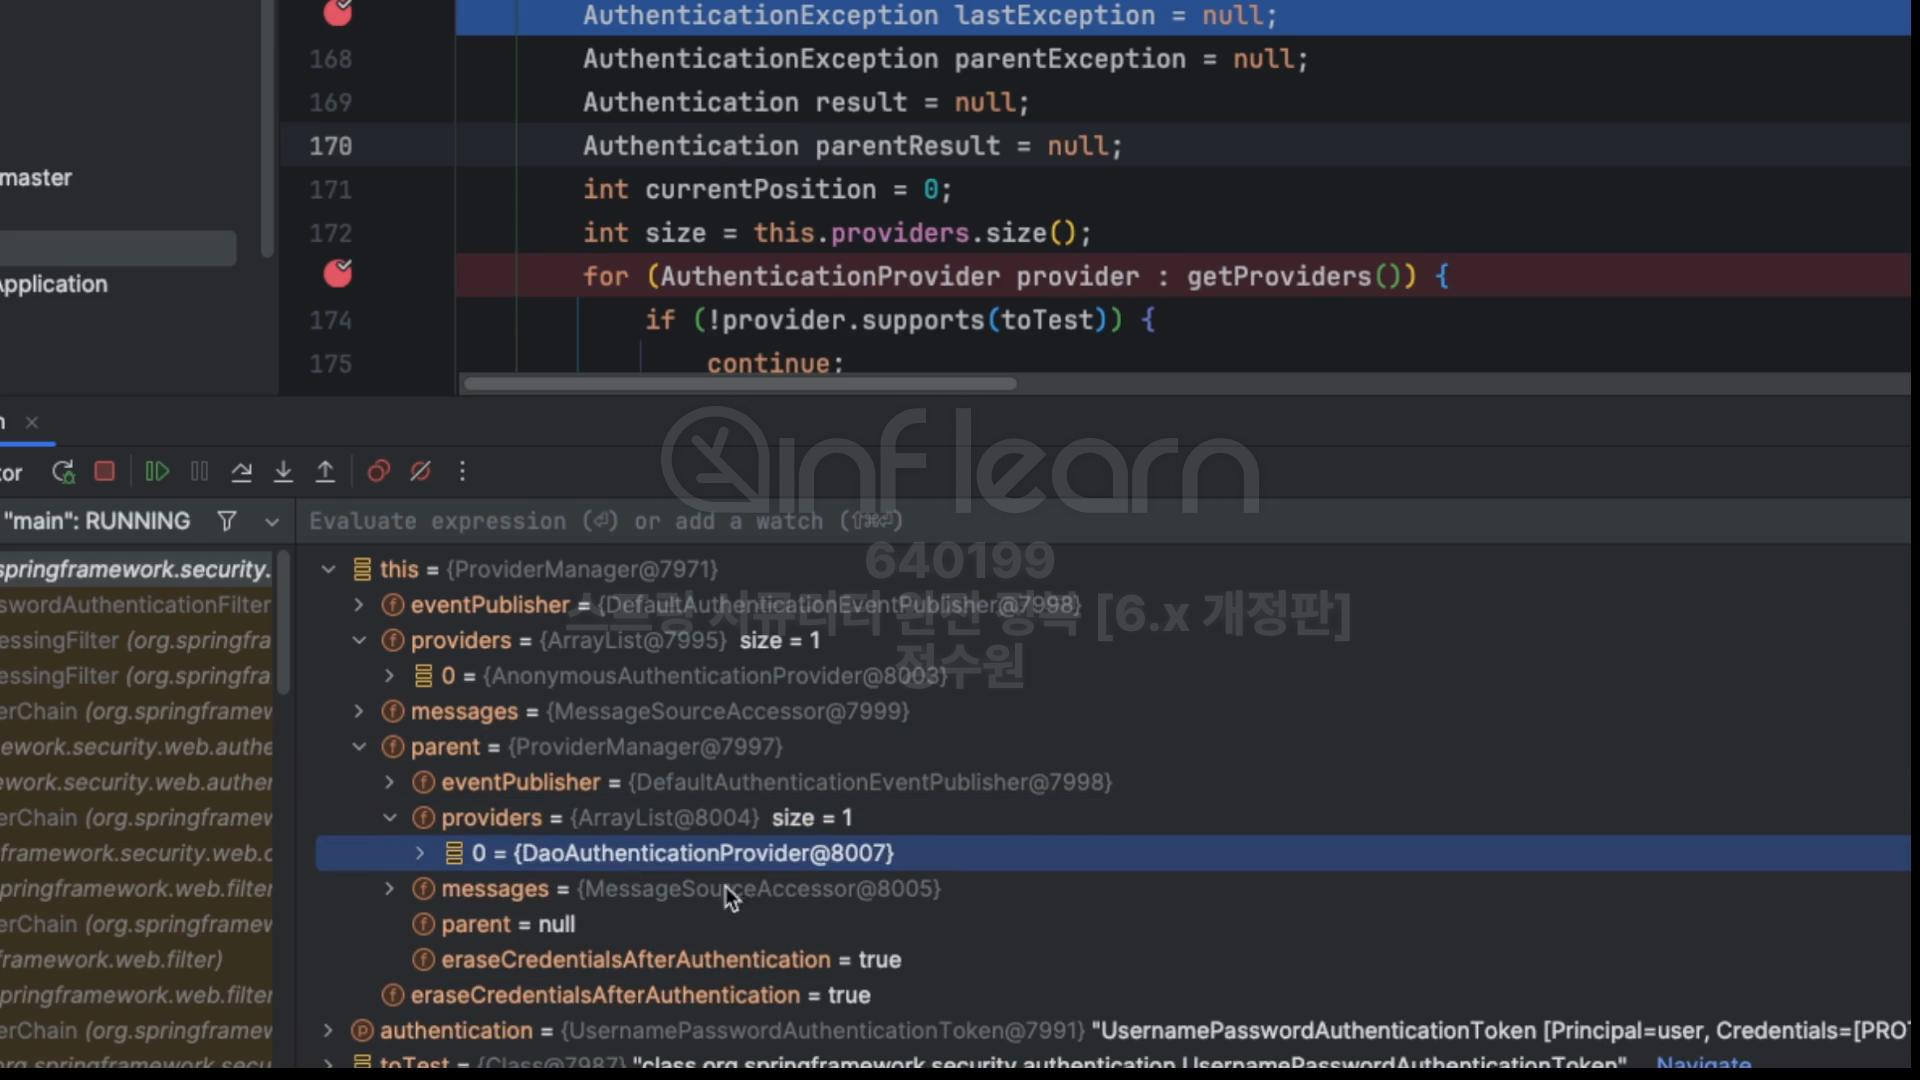 AuthenticationException lastException = null;
168 AuthenticationException parentException = null;
169 Authentication result = null;
170 Authentication parentResult = null;
171 int currentPosition = 0;
172 int size = this.providers.size();
for (AuthenticationProvider provider : getProviders()) {
174 if (!provider.supports(toTest)) {
175 continue;
master
Application
inflearn
tor
"main": RUNNING
Evaluate expression (⏎) or add a watch (⇧⌘⏎)
640199
스프링 시큐리티 완전 정복 [6.x 개정판]
정수원
springframework.security.
swordAuthenticationFilter
essingFilter (org.springfra
essingFilter (org.springfra
erChain (org.springframew
ework.security.web.authe
ework.security.web.auther
erChain (org.springframew
framework.security.web.c
pringframework.web.filter
erChain (org.springframew
framework.web.filter)
pringframework.web.filter
erChain (org.springframew
org.springframework.secu
this = {ProviderManager@7971}
eventPublisher = {DefaultAuthenticationEventPublisher@7998}
providers = {ArrayList@7995} size = 1
0 = {AnonymousAuthenticationProvider@8003}
messages = {MessageSourceAccessor@7999}
parent = {ProviderManager@7997}
eventPublisher = {DefaultAuthenticationEventPublisher@7998}
providers = {ArrayList@8004} size = 1
0 = {DaoAuthenticationProvider@8007}
messages = {MessageSourceAccessor@8005}
parent = null
eraseCredentialsAfterAuthentication = true
eraseCredentialsAfterAuthentication = true
authentication = {UsernamePasswordAuthenticationToken@7991} "UsernamePasswordAuthenticationToken [Principal=user, Credentials=[PRO
toTest = {Class@7987} "class org.springframework.security.authentication.UsernamePasswordAuthenticationToken" Navigate